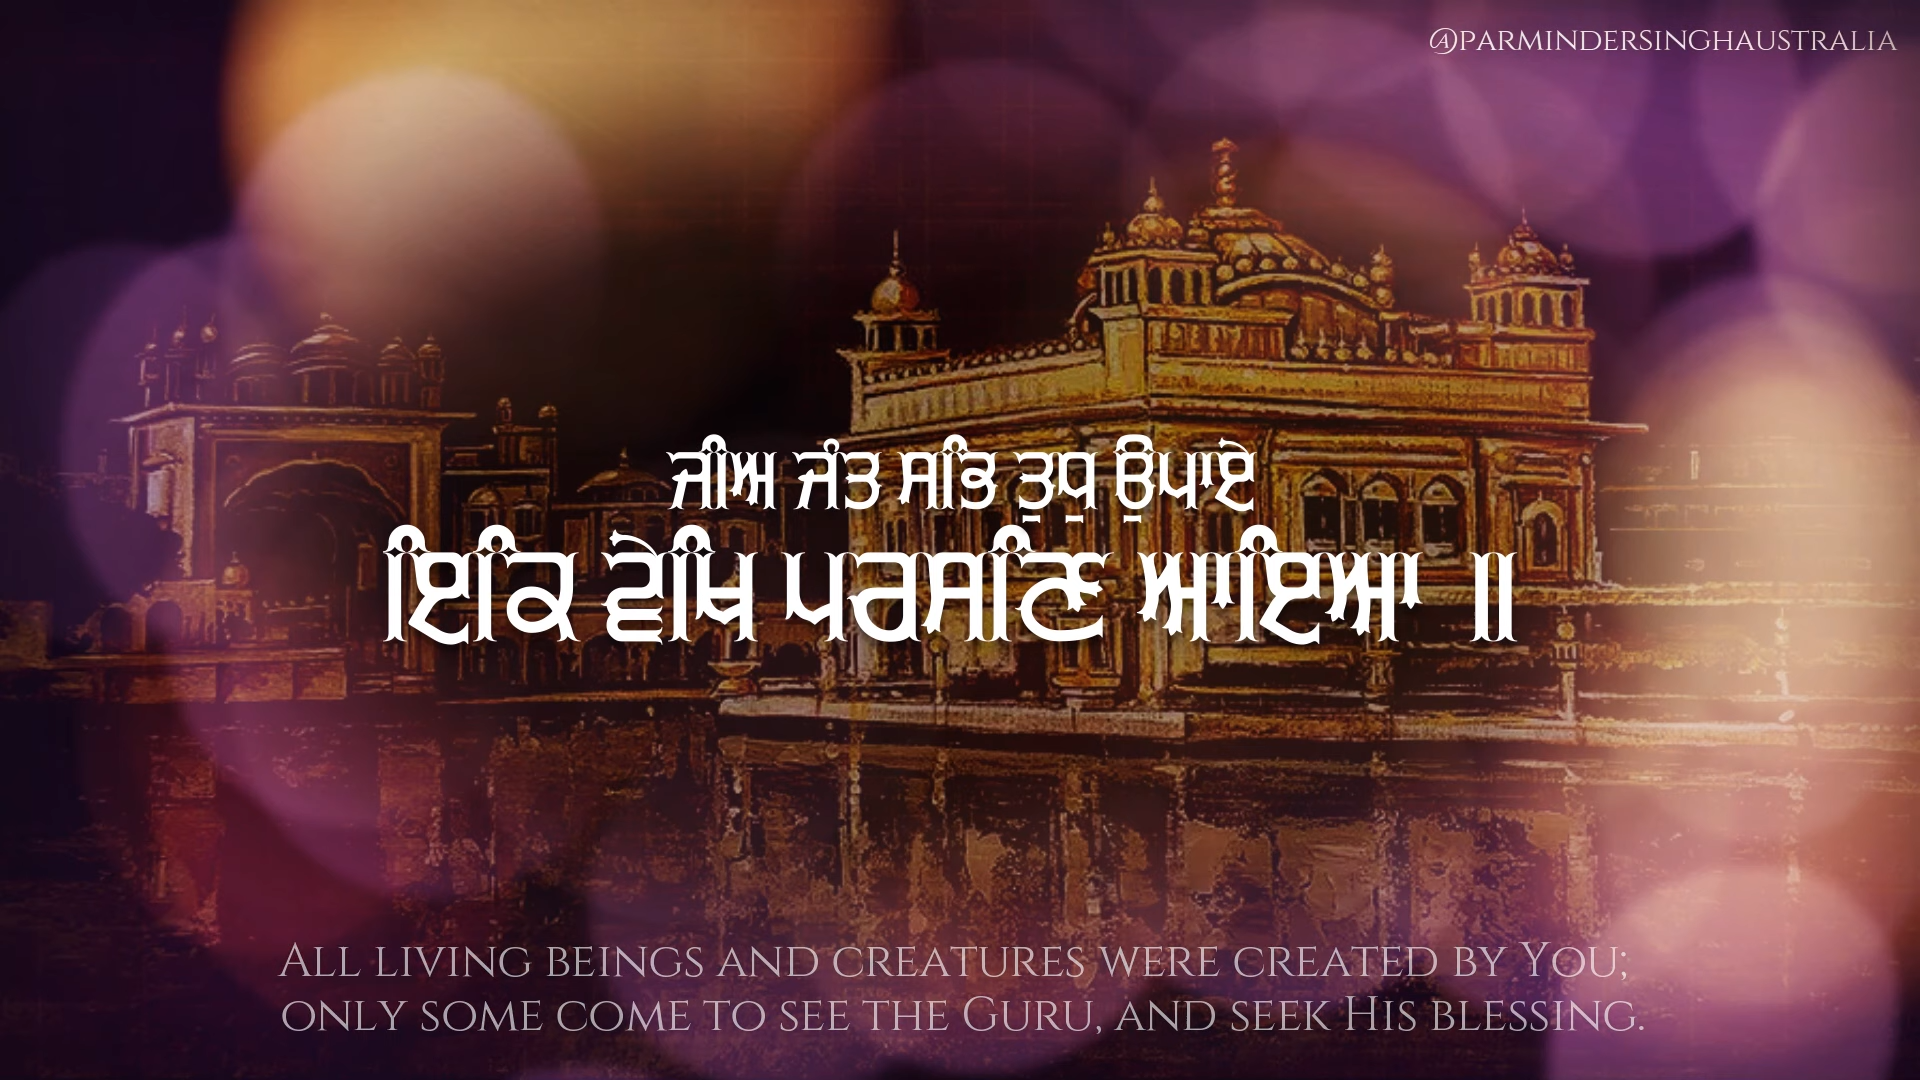 @PARMINDERSINGHAUSTRALIA
ਜੀਅ ਜੰਤ ਸਭਿ ਤੁਧੁ ਉਪਾਏ
ਇਕਿ ਵੇਖਿ ਪਰਸਣਿ ਆਇਆ ॥
ALL LIVING BEINGS AND CREATURES WERE CREATED BY YOU;
ONLY SOME COME TO SEE THE GURU, AND SEEK HIS BLESSING.